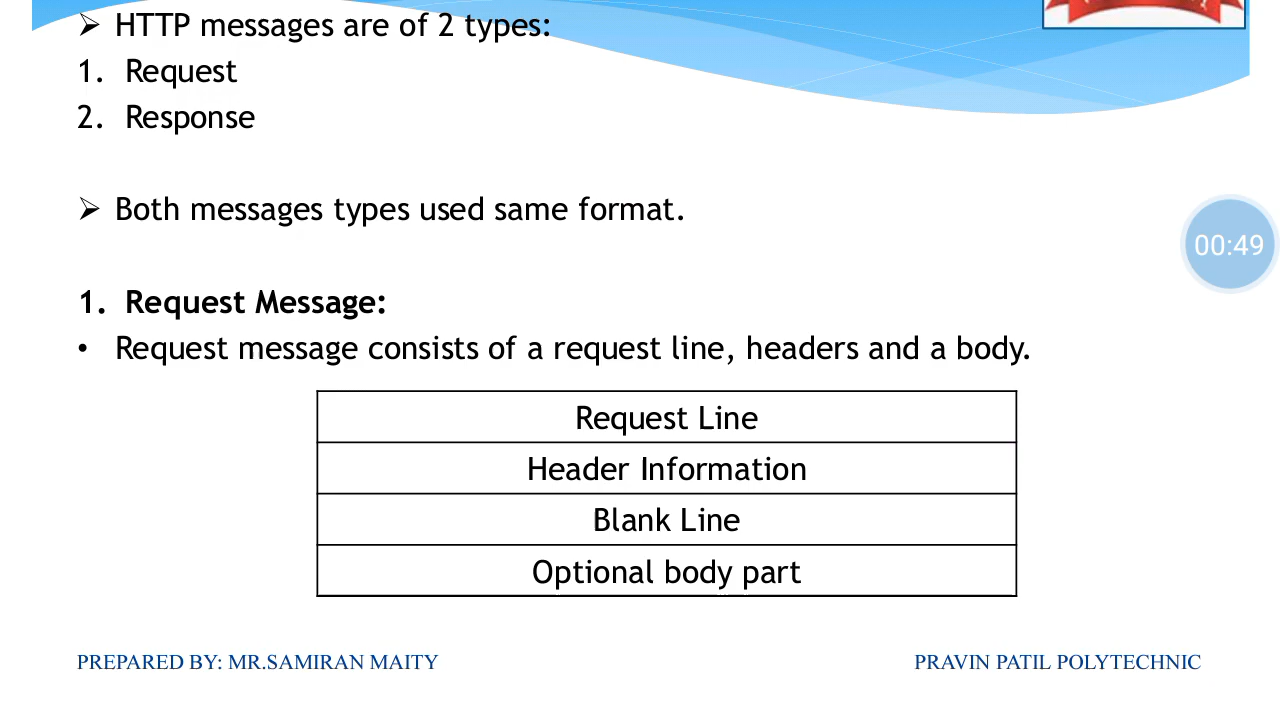 ➢ HTTP messages are of 2 types:
1. Request
2. Response
➢ Both messages types used same format.
00:49
1. Request Message:
• Request message consists of a request line, headers and a body.
Request Line
Header Information
Blank Line
Optional body part
PREPARED BY: MR.SAMIRAN MAITY
PRAVIN PATIL POLYTECHNIC